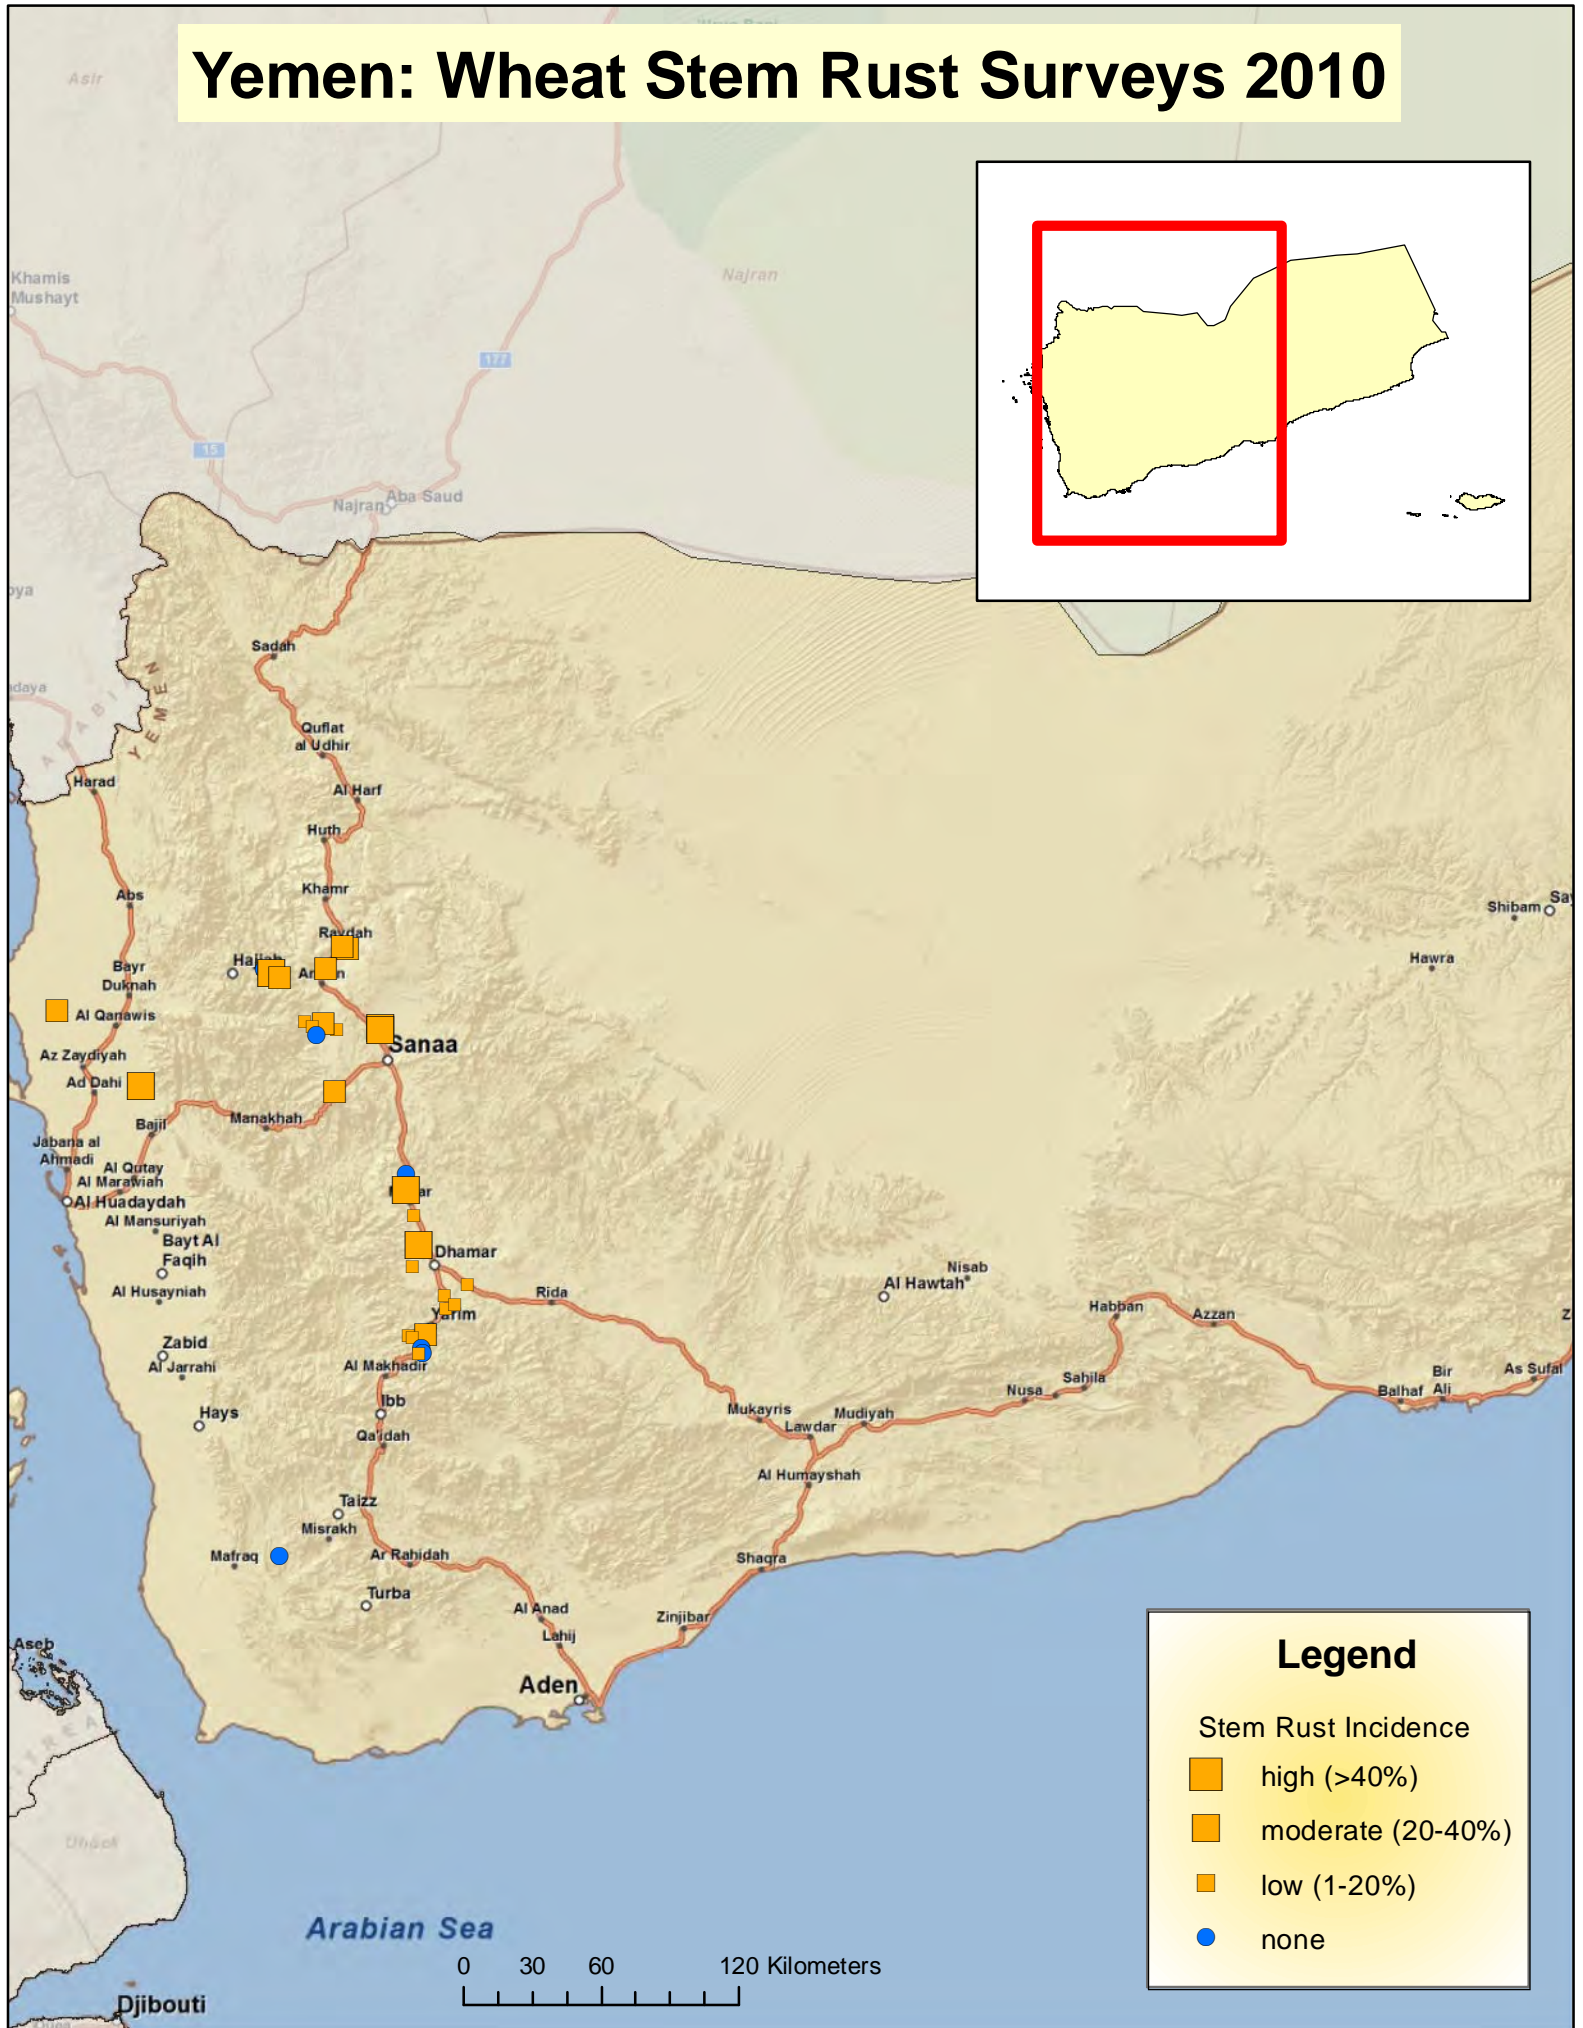 Yemen: Wheat Stem Rust Surveys 2010
Asir
Khamis
Mushayt
Najran
177
15
Najran
Aba Saud
Sadah
YEMEN
Quflat
al Udhir
Harad
Al Harf
Huth
Khamr
Abs
Raydah
Shibam
Hawra
Bayr
Duknah
Al Qanawis
Sanaa
Az Zaydiyah
Ad Dahi
Manakhah
Bajil
Jabana al
Ahmadi
Al Qutay
Al Marawiah
Al Huadaydah
Al Mansuriyah
Bayt Al
Faqih
Dhamar
Al Husayniah
Rida
Nisab
Al Hawtah
Yarim
Habban
Azzan
Zabid
Al Jarrahi
Al Makhadir
Ibb
Hays
Qa'idah
Mukayris
Lawdar
Mudiyah
Nusa
Sahila
Balhaf
Bir
Ali
As Sufal
Al Humayshah
Taizz
Misrakh
Mafraq
Ar Rahidah
Shaqra
Turba
Al Anad
Lahij
Zinjibar
Aden
Aseb
Legend
Stem Rust Incidence
high (>40%)
moderate (20-40%)
low (1-20%)
none
Arabian Sea
0 30 60 120 Kilometers
Djibouti